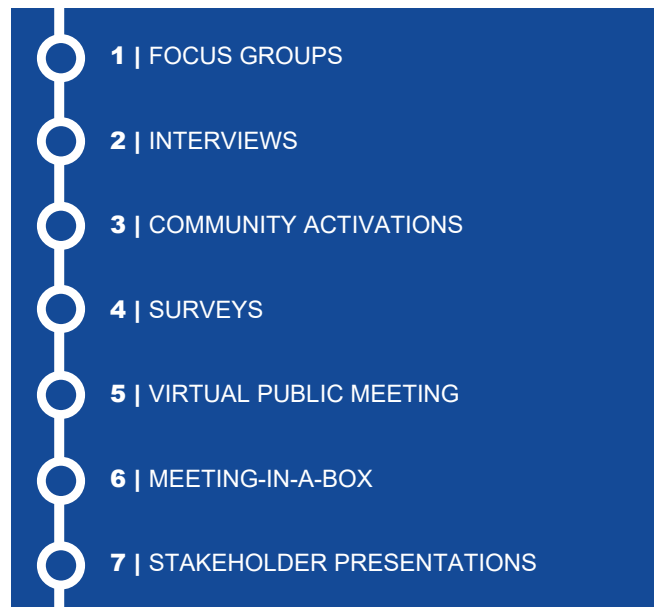 1 | FOCUS GROUPS
2 | INTERVIEWS
3 | COMMUNITY ACTIVATIONS
4 | SURVEYS
5 | VIRTUAL PUBLIC MEETING
6 | MEETING-IN-A-BOX
7 | STAKEHOLDER PRESENTATIONS